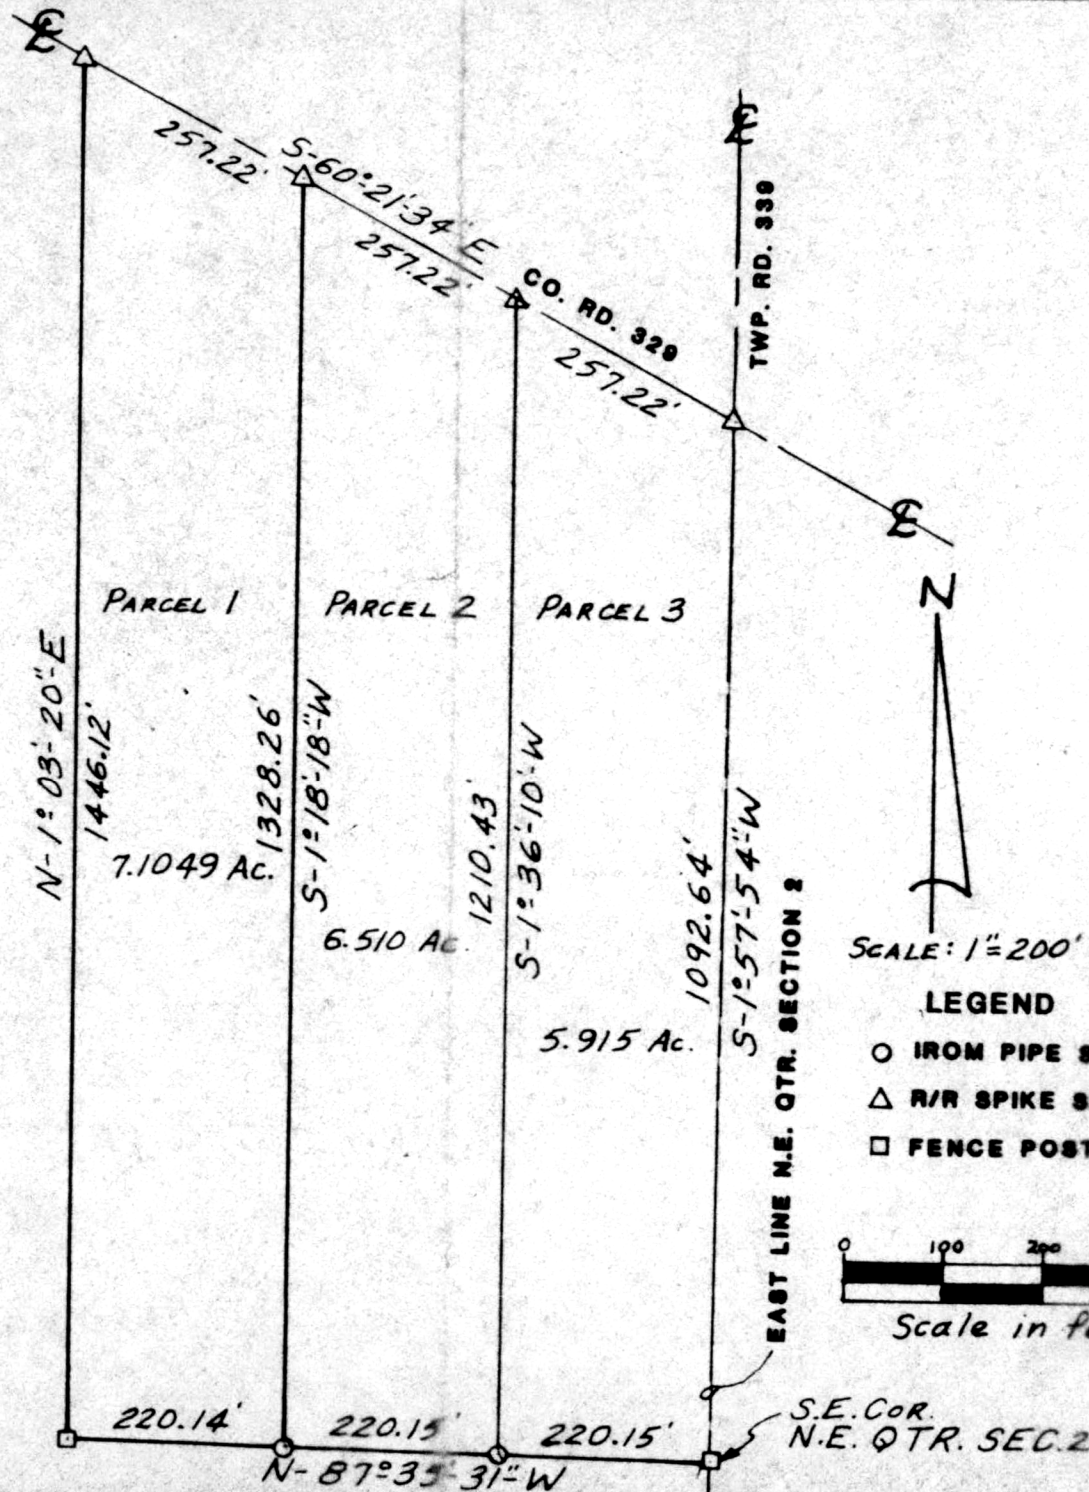 ℄
257.22'
S-60°-21'-34" E
257.22'
CO. RD. 329
257.22'
℄
TWP. RD. 339
℄
PARCEL 1
PARCEL 2
PARCEL 3
N
N-1°-03'-20"-E
1446.12'
7.1049 Ac.
1328.26'
S-1°-18'-18"-W
6.510 Ac.
1210.43'
S-1°-36'-10"-W
5.915 Ac.
1092.64'
S-1°-57'-54"-W
EAST LINE N.E. QTR. SECTION 2
SCALE: 1"=200'
LEGEND
○ IROM PIPE S
△ R/R SPIKE S
□ FENCE POST
0 100 200
Scale in
220.14'
220.15'
220.15'
N-87°-35'-31"-W
S.E. COR.
N.E. QTR. SEC. 2